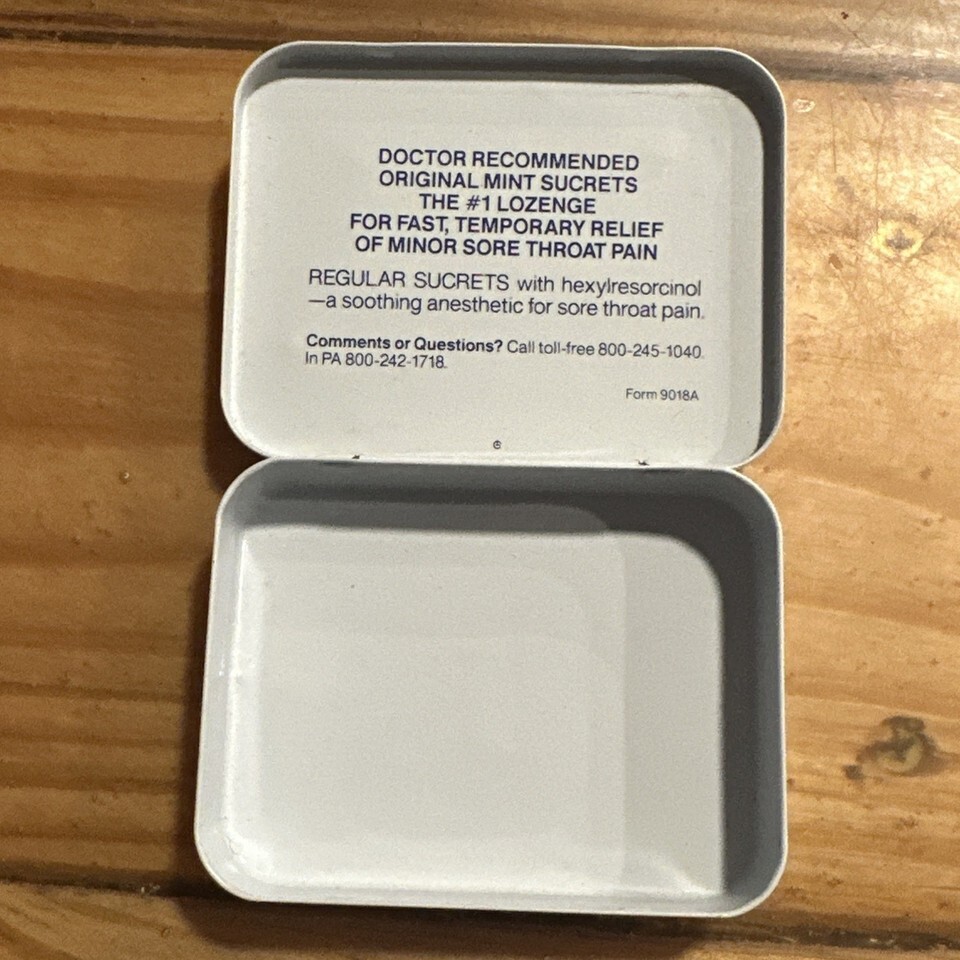 DOCTOR RECOMMENDED
ORIGINAL MINT SUCRETS
THE #1 LOZENGE
FOR FAST, TEMPORARY RELIEF
OF MINOR SORE THROAT PAIN
REGULAR SUCRETS with hexylresorcinol
—a soothing anesthetic for sore throat pain.
Comments or Questions? Call toll-free 800-245-1040.
In PA 800-242-1718.
Form 9018A